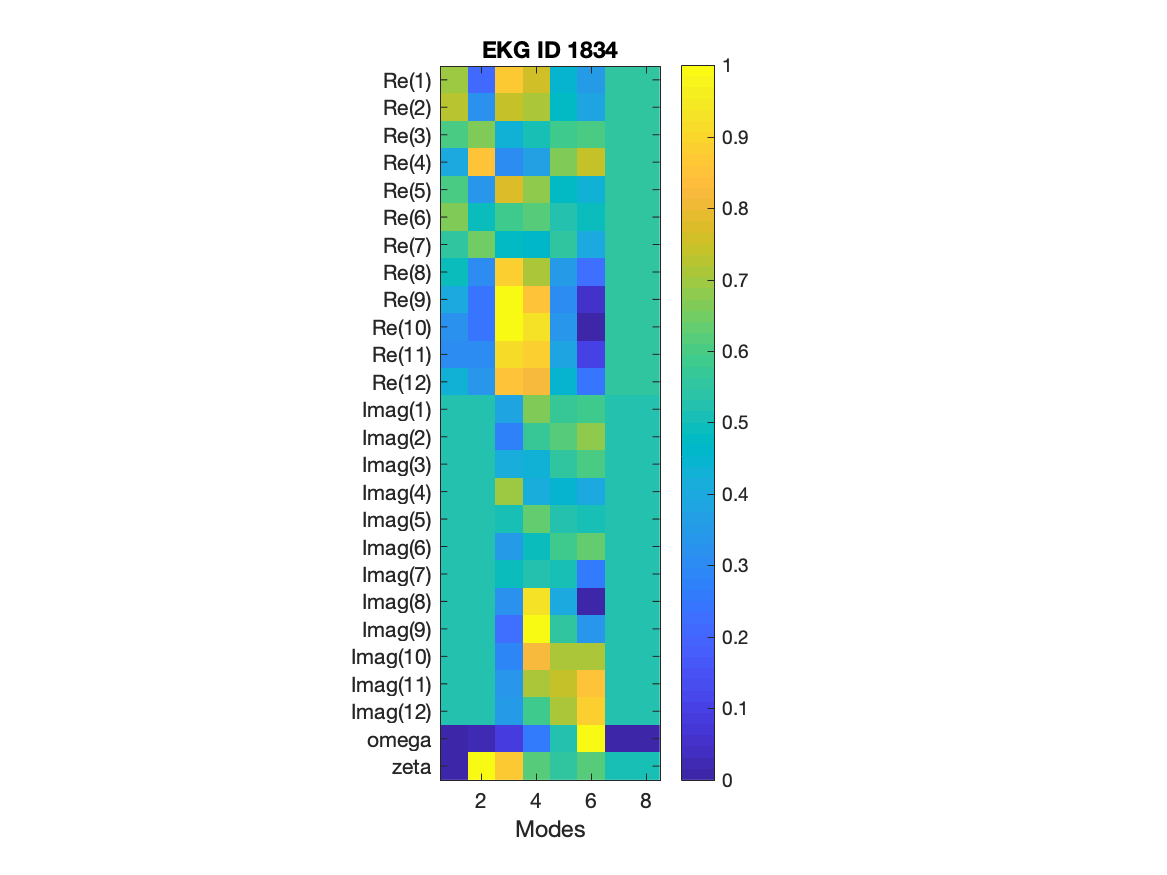 EKG ID 1834
Re(1)
Re(2)
Re(3)
Re(4)
Re(5)
Re(6)
Re(7)
Re(8)
Re(9)
Re(10)
Re(11)
Re(12)
Imag(1)
Imag(2)
Imag(3)
Imag(4)
Imag(5)
Imag(6)
Imag(7)
Imag(8)
Imag(9)
Imag(10)
Imag(11)
Imag(12)
omega
zeta
2 4 6 8
Modes
1
0.9
0.8
0.7
0.6
0.5
0.4
0.3
0.2
0.1
0